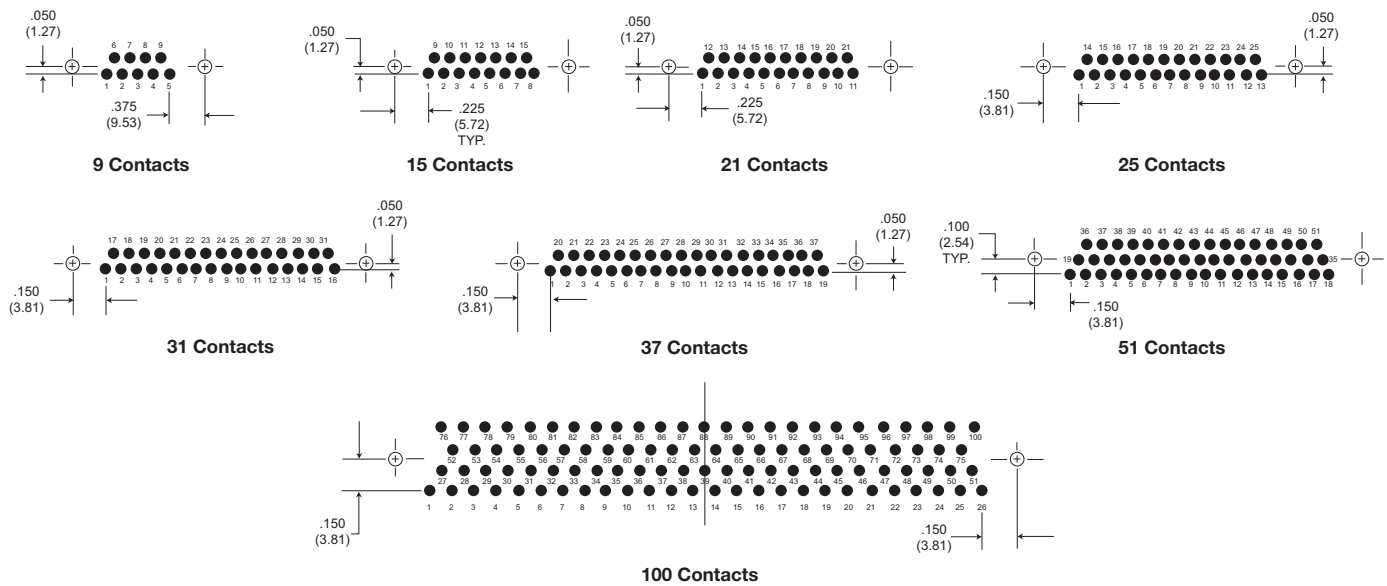 .050
(1.27)
6 7 8 9
1 2 3 4 5
.375
(9.53)
9 Contacts
.050
(1.27)
9 10 11 12 13 14 15
1 2 3 4 5 6 7 8
.225
(5.72)
TYP.
15 Contacts
.050
(1.27)
12 13 14 15 16 17 18 19 20 21
1 2 3 4 5 6 7 8 9 10 11
.225
(5.72)
21 Contacts
.050
(1.27)
14 15 16 17 18 19 20 21 22 23 24 25
1 2 3 4 5 6 7 8 9 10 11 12 13
.150
(3.81)
25 Contacts
.050
(1.27)
17 18 19 20 21 22 23 24 25 26 27 28 29 30 31
1 2 3 4 5 6 7 8 9 10 11 12 13 14 15 16
.150
(3.81)
31 Contacts
.050
(1.27)
20 21 22 23 24 25 26 27 28 29 30 31 32 33 34 35 36 37
1 2 3 4 5 6 7 8 9 10 11 12 13 14 15 16 17 18 19
.150
(3.81)
37 Contacts
.100
(2.54)
TYP.
36 37 38 39 40 41 42 43 44 45 46 47 48 49 50 51
19 35
1 2 3 4 5 6 7 8 9 10 11 12 13 14 15 16 17 18
.150
(3.81)
51 Contacts
76 77 78 79 80 81 82 83 84 85 86 87 88 89 90 91 92 93 94 95 96 97 98 99 100
52 53 54 55 56 57 58 59 60 61 62 63 64 65 66 67 68 69 70 71 72 73 74 75
27 28 29 30 31 32 33 34 35 36 37 38 39 40 41 42 43 44 45 46 47 48 49 50 51
1 2 3 4 5 6 7 8 9 10 11 12 13 14 15 16 17 18 19 20 21 22 23 24 25 26
.150
(3.81)
.150
(3.81)
100 Contacts